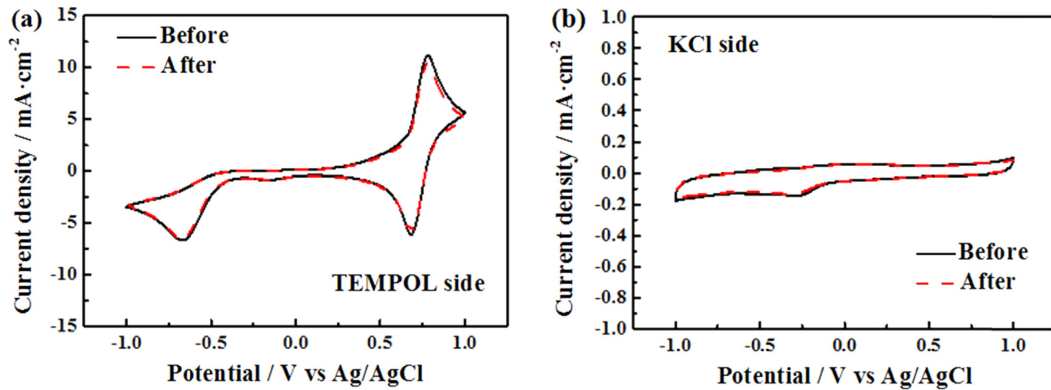 (a)
Before
After
15
10
5
0
-5
-10
-15
Current density / mA·cm-2
TEMPOL side
-1.0 -0.5 0.0 0.5 1.0
Potential / V vs Ag/AgCl
(b)
KCl side
1.0
0.8
0.6
0.4
0.2
0.0
-0.2
-0.4
-0.6
-0.8
-1.0
Current density / mA·cm-2
Before
After
-1.0 -0.5 0.0 0.5 1.0
Potential / V vs Ag/AgCl